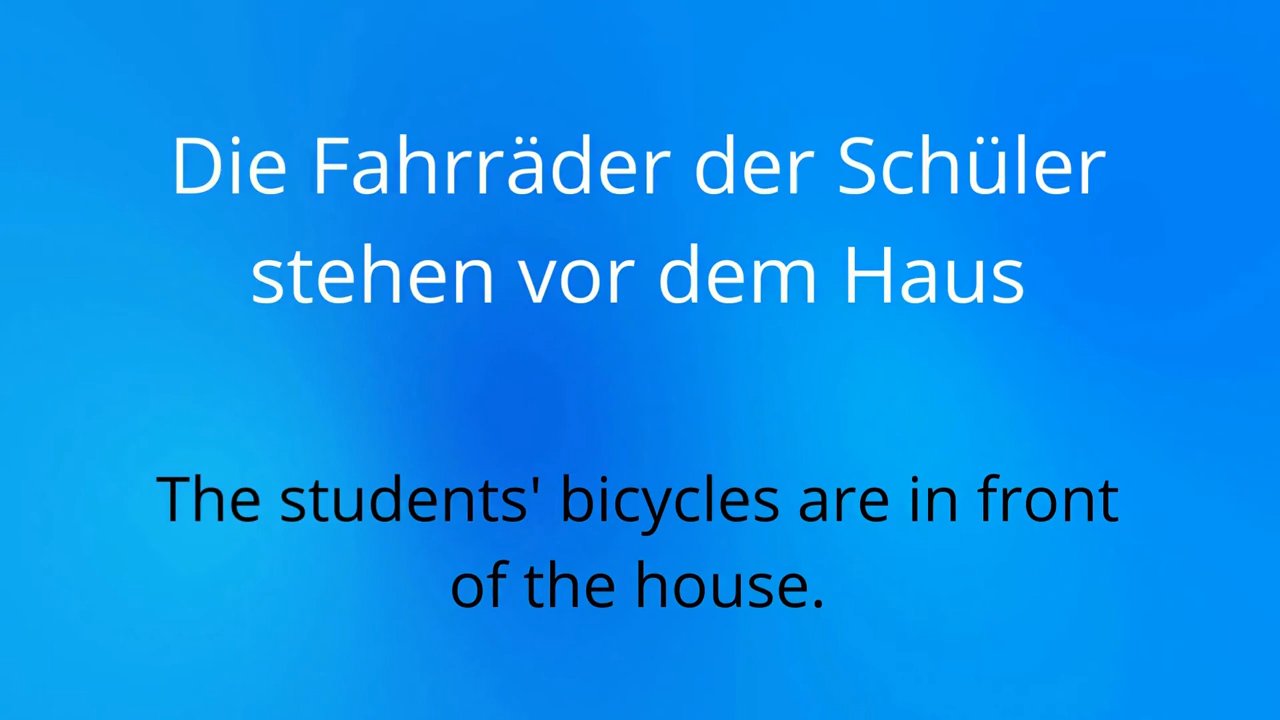 Die Fahrräder der Schüler
stehen vor dem Haus
The students' bicycles are in front
of the house.